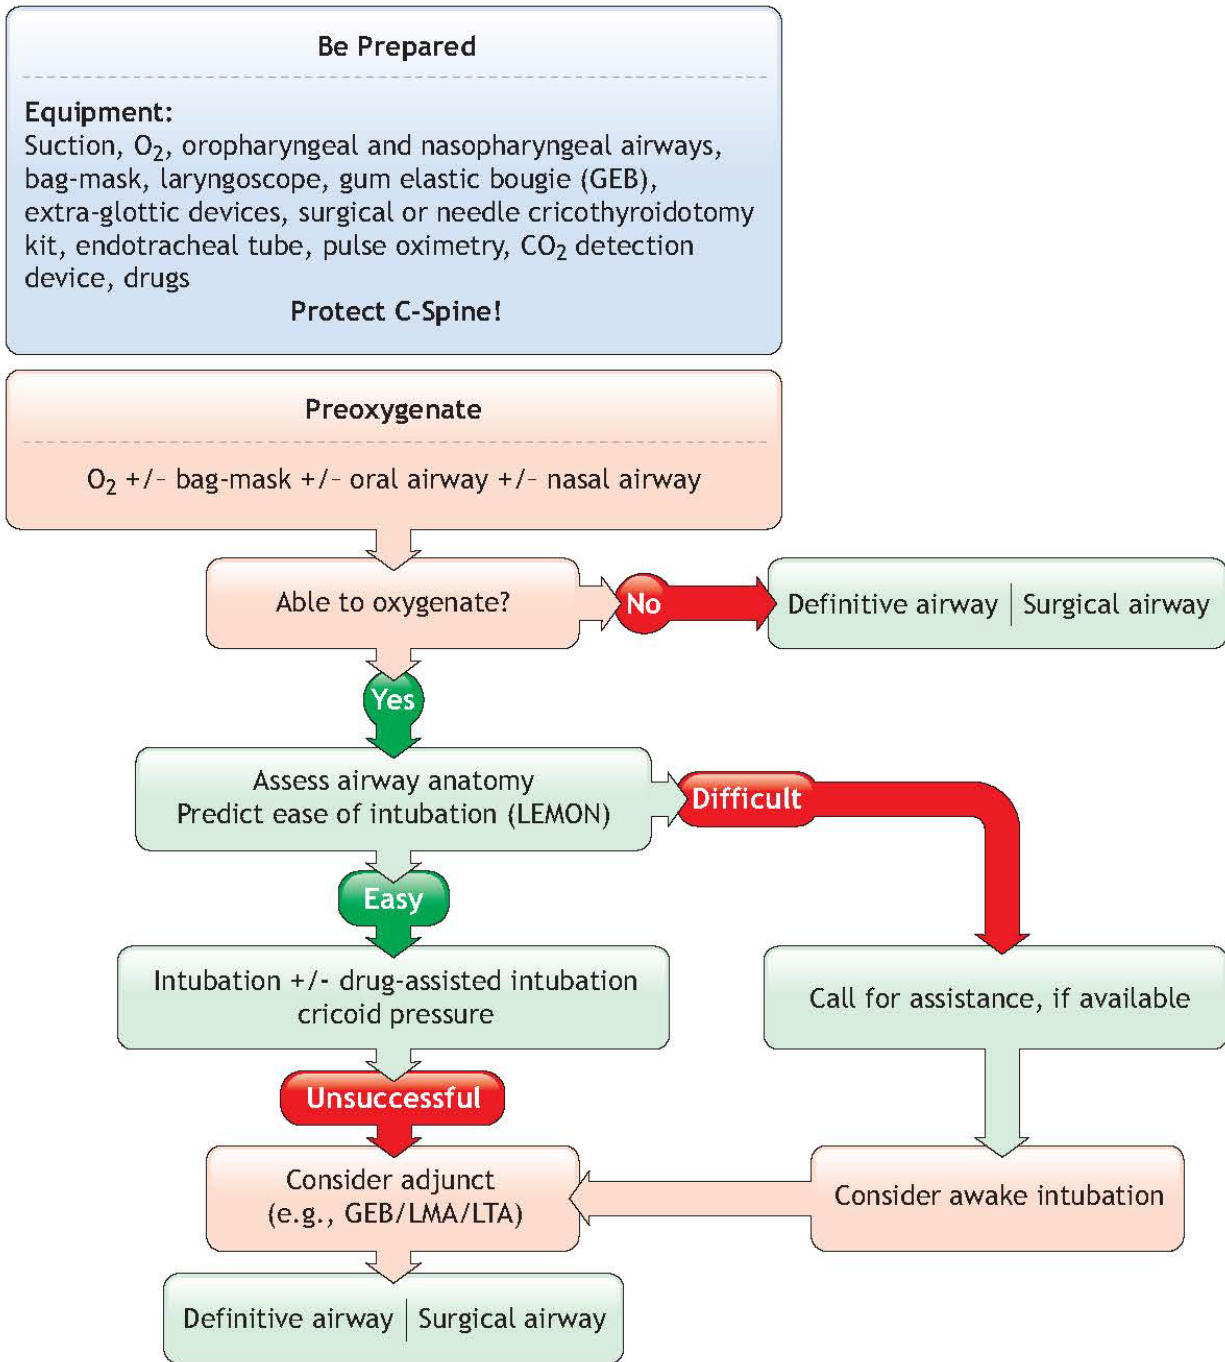 Be Prepared
Equipment:
Suction, O₂, oropharyngeal and nasopharyngeal airways,
bag-mask, laryngoscope, gum elastic bougie (GEB),
extra-glottic devices, surgical or needle cricothyroidotomy
kit, endotracheal tube, pulse oximetry, CO₂ detection
device, drugs
Protect C-Spine!
Preoxygenate
O₂ +/- bag-mask +/- oral airway +/- nasal airway
Able to oxygenate?
No
Definitive airway | Surgical airway
Yes
Assess airway anatomy
Predict ease of intubation (LEMON)
Difficult
Easy
Intubation +/- drug-assisted intubation
cricoid pressure
Call for assistance, if available
Unsuccessful
Consider adjunct
(e.g., GEB/LMA/LTA)
Consider awake intubation
Definitive airway | Surgical airway